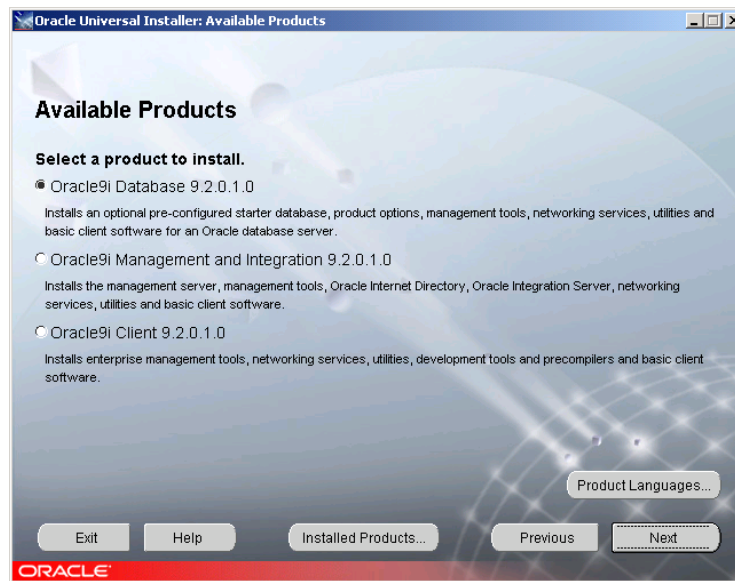 Oracle Universal Installer: Available Products
Available Products
Select a product to install.
Oracle9i Database 9.2.0.1.0
Installs an optional pre-configured starter database, product options, management tools, networking services, utilities and
basic client software for an Oracle database server.
Oracle9i Management and Integration 9.2.0.1.0
Installs the management server, management tools, Oracle Internet Directory, Oracle Integration Server, networking
services, utilities and basic client software.
Oracle9i Client 9.2.0.1.0
Installs enterprise management tools, networking services, utilities, development tools and precompilers and basic client
software.
Product Languages...
Exit
Help
Installed Products...
Previous
Next
ORACLE